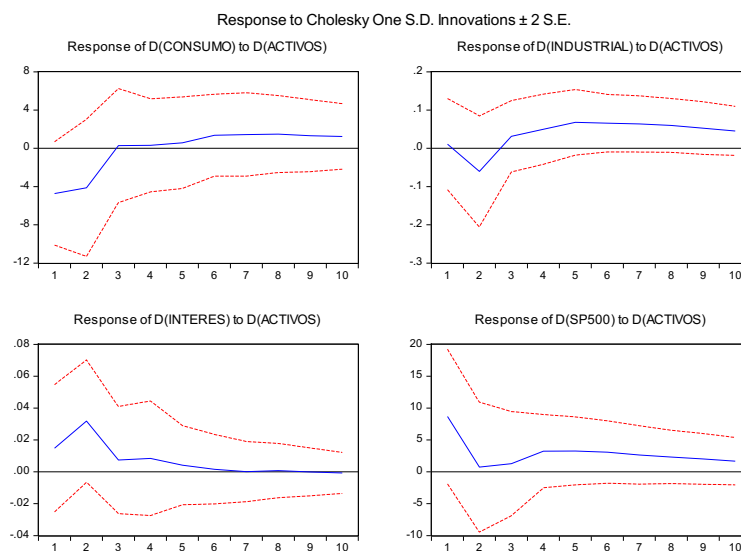 Response to Cholesky One S.D. Innovations ± 2 S.E.
Response of D(CONSUMO) to D(ACTIVOS)
8
4
0
-4
-8
-12
1 2 3 4 5 6 7 8 9 10
Response of D(INDUSTRIAL) to D(ACTIVOS)
.2
.1
.0
-.1
-.2
-.3
1 2 3 4 5 6 7 8 9 10
Response of D(INTERES) to D(ACTIVOS)
.08
.06
.04
.02
.00
-.02
-.04
1 2 3 4 5 6 7 8 9 10
Response of D(SP500) to D(ACTIVOS)
20
15
10
5
0
-5
-10
1 2 3 4 5 6 7 8 9 10